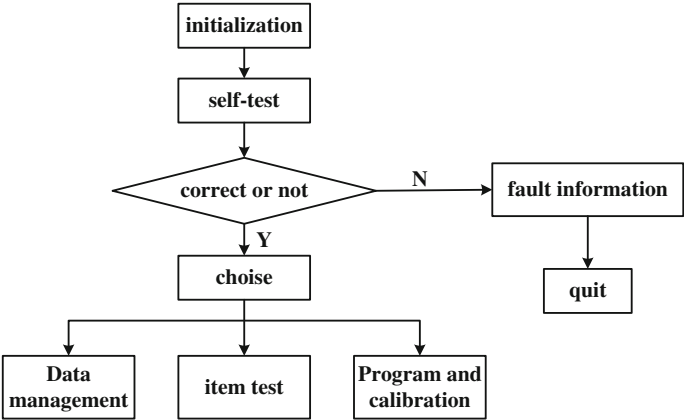 initialization
self-test
correct or not
N
fault information
Y
choise
quit
Data
management
item test
Program and
calibration